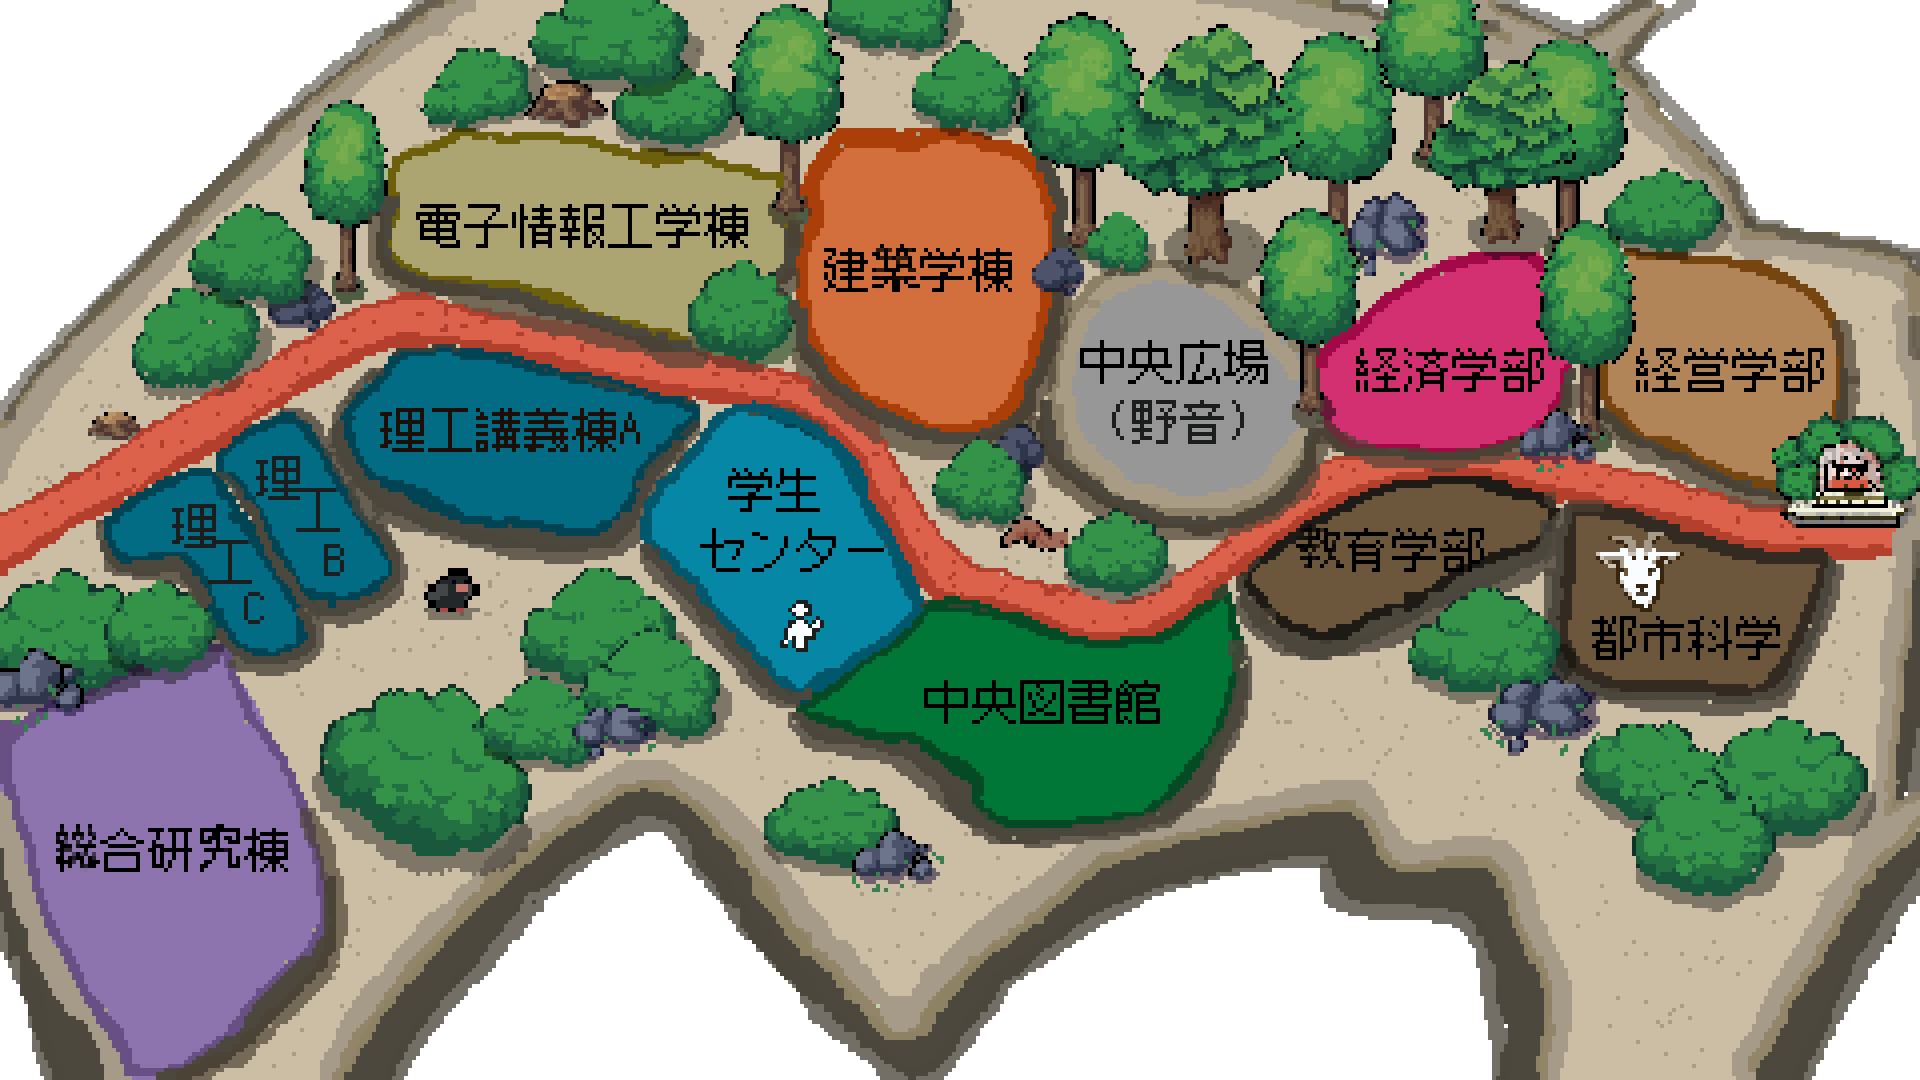 電子情報工学棟
建築学棟
中央広場
(野音)
経済学部
経営学部
理工講義棟A
理工B
理工C
学生
センター
教育学部
都市科学
中央図書館
総合研究棟